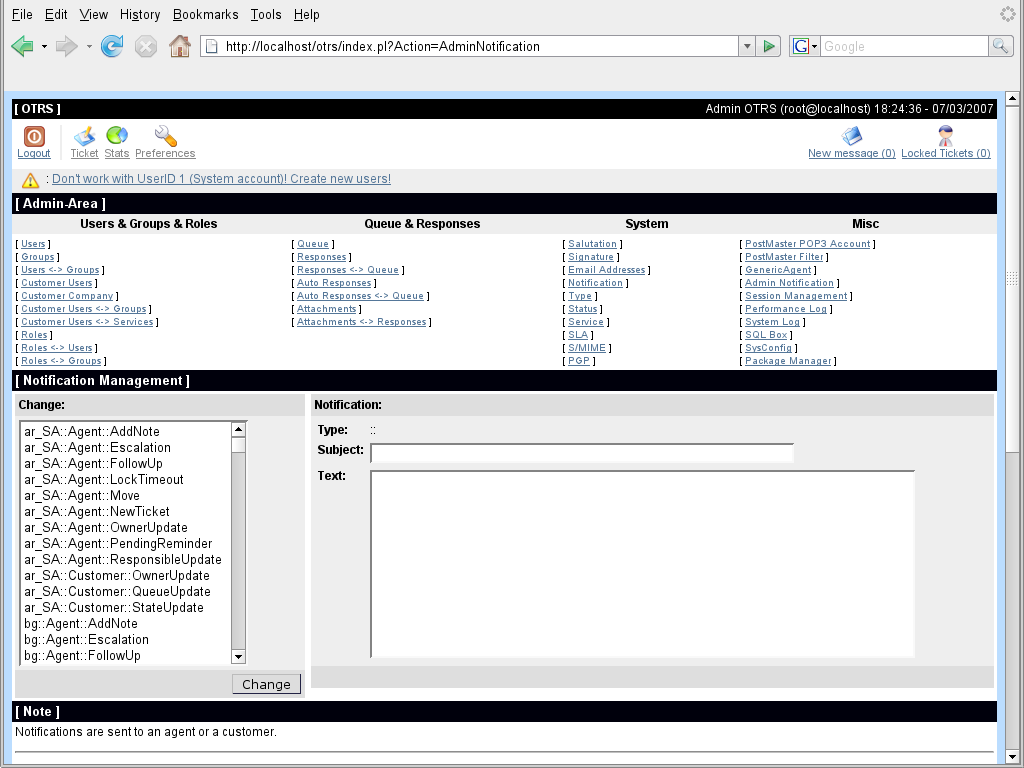 File Edit View History Bookmarks Tools Help
http://localhost/otrs/index.pl?Action=AdminNotification
G Google
[ OTRS ] Admin OTRS (root@localhost) 18:24:36 - 07/03/2007
Logout Ticket Stats Preferences New message (0) Locked Tickets (0)
: Don't work with UserID 1 (System account)! Create new users!
[ Admin-Area ]
Users & Groups & Roles Queue & Responses System Misc
[ Users ] [ Queue ] [ Salutation ] [ PostMaster POP3 Account ]
[ Groups ] [ Responses ] [ Signature ] [ PostMaster Filter ]
[ Users <-> Groups ] [ Responses <-> Queue ] [ Email Addresses ] [ GenericAgent ]
[ Customer Users ] [ Auto Responses ] [ Notification ] [ Admin Notification ]
[ Customer Company ] [ Auto Responses <-> Queue ] [ Type ] [ Session Management ]
[ Customer Users <-> Groups ] [ Attachments ] [ Status ] [ Performance Log ]
[ Customer Users <-> Services ] [ Attachments <-> Responses ] [ Service ] [ System Log ]
[ Roles ] [ SLA ] [ SQL Box ]
[ Roles <-> Users ] [ S/MIME ] [ SysConfig ]
[ Roles <-> Groups ] [ PGP ] [ Package Manager ]
[ Notification Management ]
Change:
ar_SA::Agent::AddNote
ar_SA::Agent::Escalation
ar_SA::Agent::FollowUp
ar_SA::Agent::LockTimeout
ar_SA::Agent::Move
ar_SA::Agent::NewTicket
ar_SA::Agent::OwnerUpdate
ar_SA::Agent::PendingReminder
ar_SA::Agent::ResponsibleUpdate
ar_SA::Customer::OwnerUpdate
ar_SA::Customer::QueueUpdate
ar_SA::Customer::StateUpdate
bg::Agent::AddNote
bg::Agent::Escalation
bg::Agent::FollowUp
Change
Notification:
Type: ::
Subject:
Text:
[ Note ]
Notifications are sent to an agent or a customer.